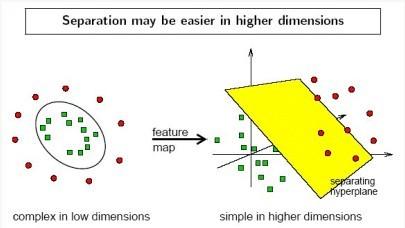 Separation may be easier in higher dimensions
feature
map
separating
hyperplane
complex in low dimensions
simple in higher dimensions